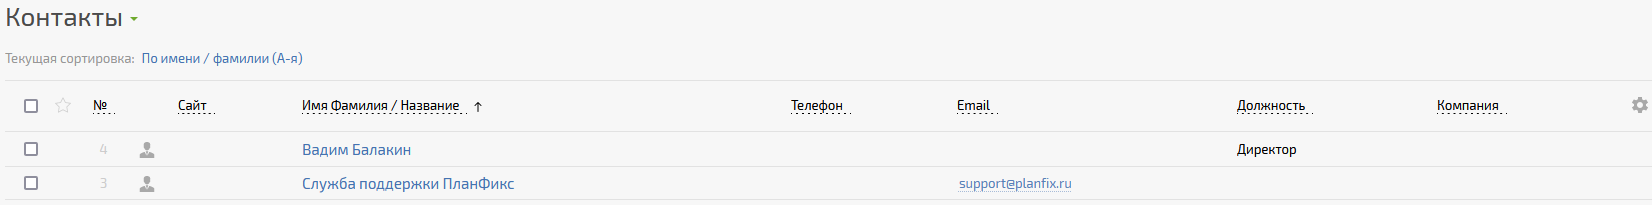 Контакты
Текущая сортировка: По имени / фамилии (А-я)
№ Сайт Имя Фамилия / Название ↑ Телефон Email Должность Компания
4 Вадим Балакин Директор
3 Служба поддержки ПланФикс support@planfix.ru